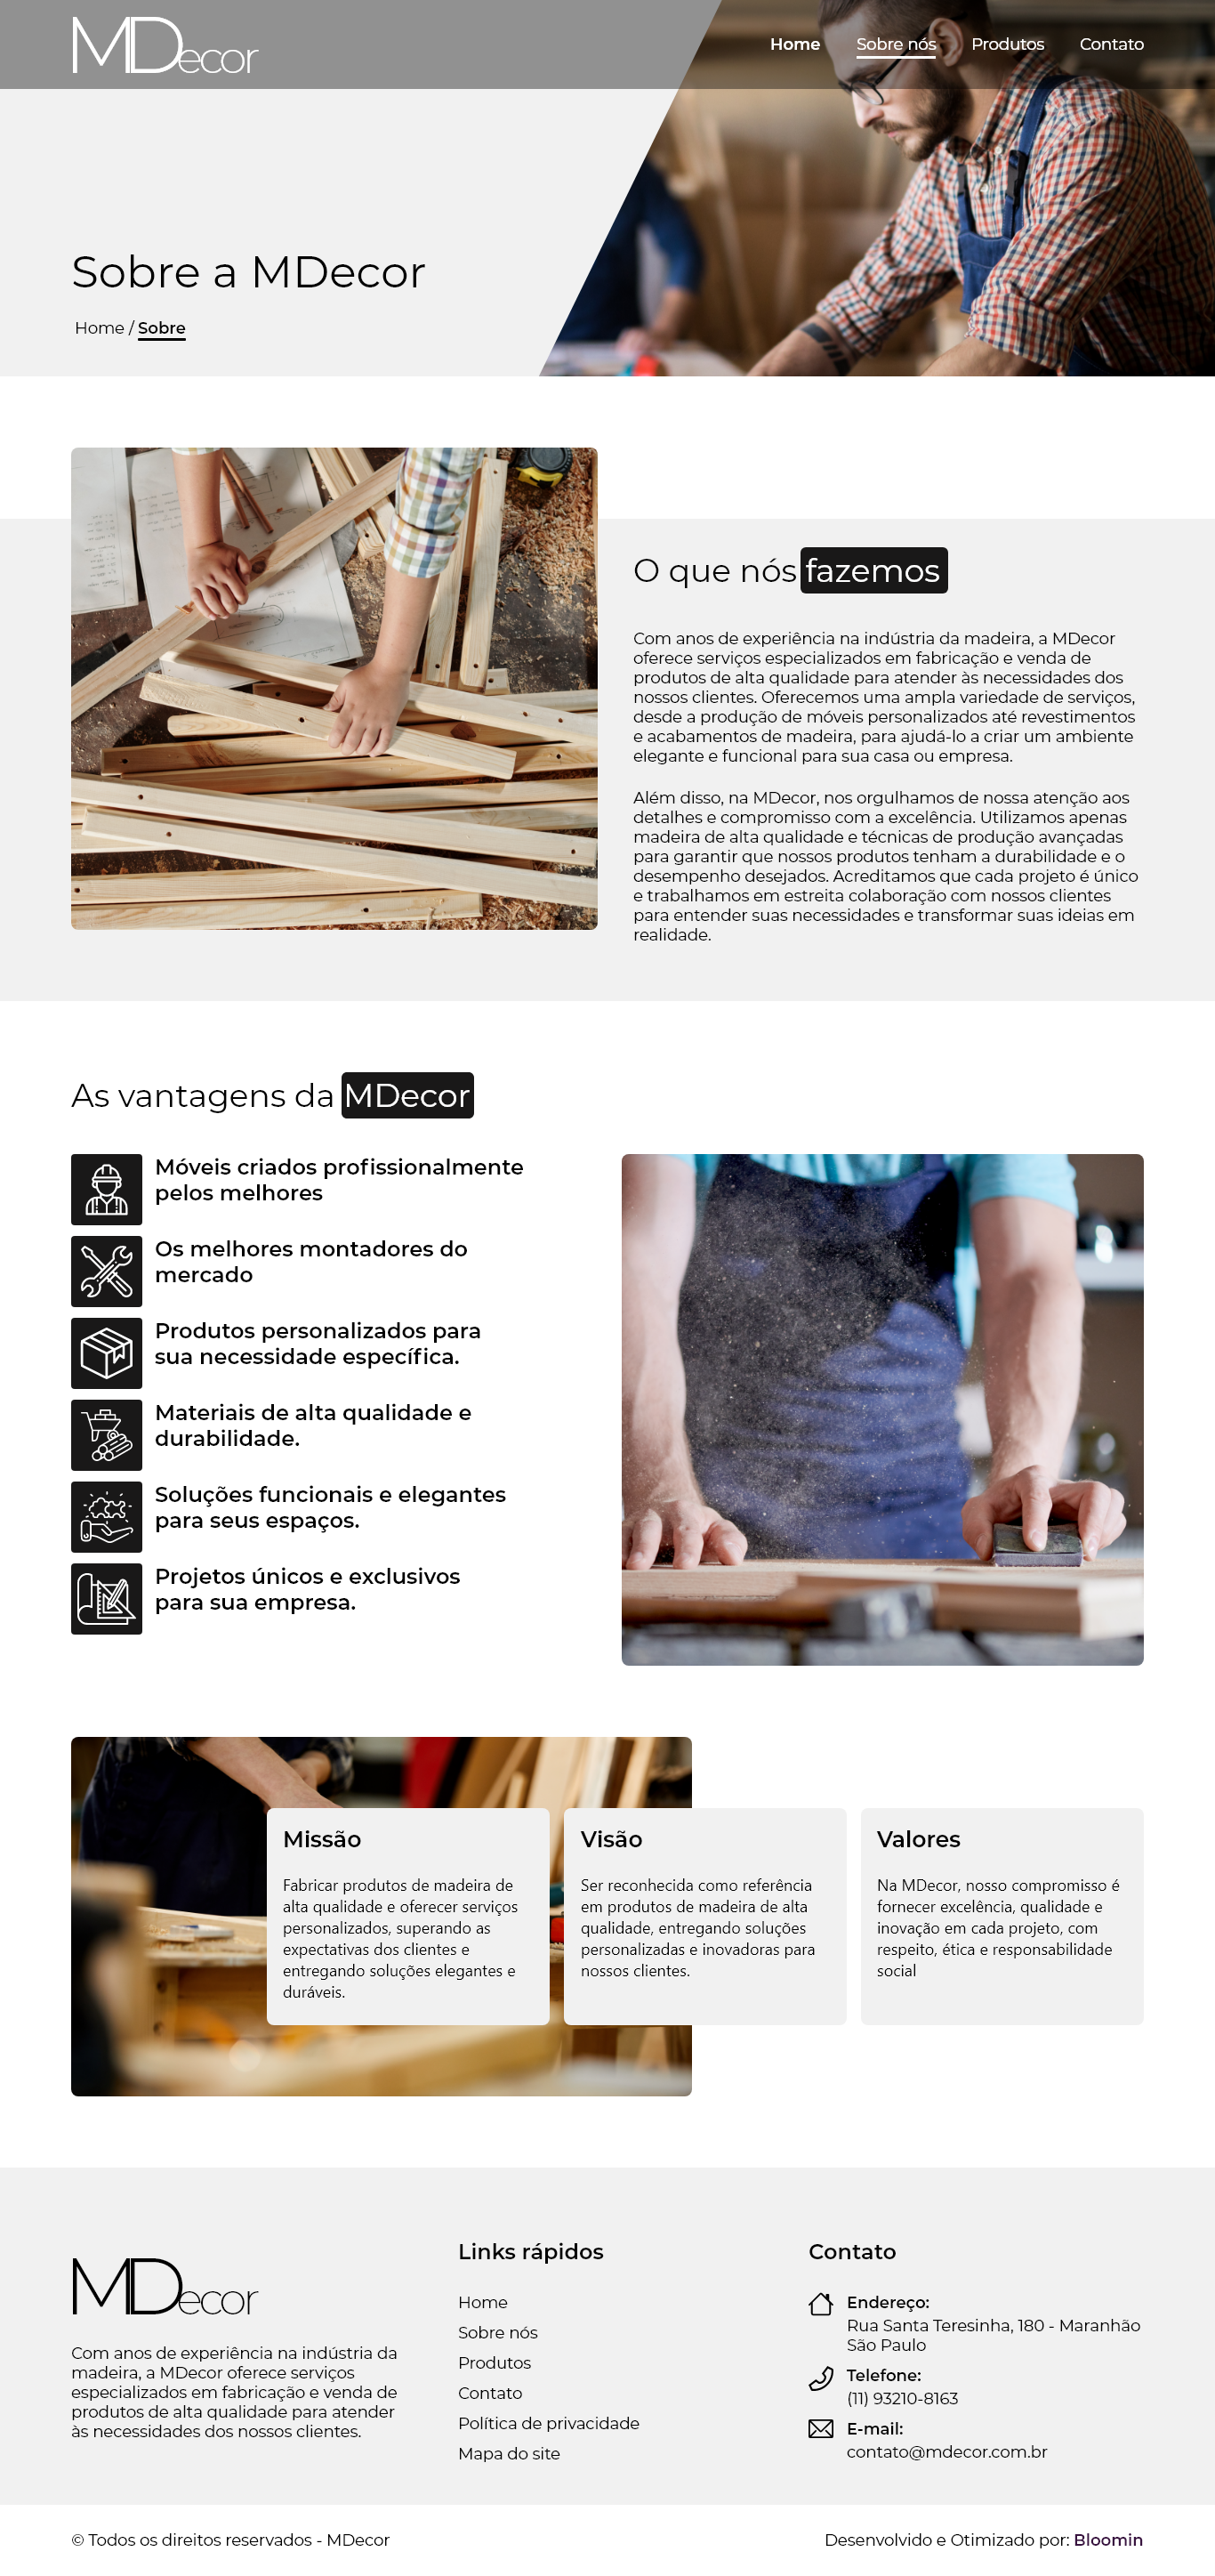 MDecor
Home Sobre nós Produtos Contato
Sobre a MDecor
Home / Sobre
O que nós fazemos
Com anos de experiência na indústria da madeira, a MDecor
oferece serviços especializados em fabricação e venda de
produtos de alta qualidade para atender às necessidades dos
nossos clientes. Oferecemos uma ampla variedade de serviços,
desde a produção de móveis personalizados até revestimentos
e acabamentos de madeira, para ajudá-lo a criar um ambiente
elegante e funcional para sua casa ou empresa.
Além disso, na MDecor, nos orgulhamos de nossa atenção aos
detalhes e compromisso com a excelência. Utilizamos apenas
madeira de alta qualidade e técnicas de produção avançadas
para garantir que nossos produtos tenham a durabilidade e o
desempenho desejados. Acreditamos que cada projeto é único
e trabalhamos em estreita colaboração com nossos clientes
para entender suas necessidades e transformar suas ideias em
realidade.
As vantagens da MDecor
Móveis criados profissionalmente
pelos melhores
Os melhores montadores do
mercado
Produtos personalizados para
sua necessidade específica.
Materiais de alta qualidade e
durabilidade.
Soluções funcionais e elegantes
para seus espaços.
Projetos únicos e exclusivos
para sua empresa.
Missão
Fabricar produtos de madeira de
alta qualidade e oferecer serviços
personalizados, superando as
expectativas dos clientes e
entregando soluções elegantes e
duráveis.
Visão
Ser reconhecida como referência
em produtos de madeira de alta
qualidade, entregando soluções
personalizadas e inovadoras para
nossos clientes.
Valores
Na MDecor, nosso compromisso é
fornecer excelência, qualidade e
inovação em cada projeto, com
respeito, ética e responsabilidade
social
MDecor
Com anos de experiência na indústria da
madeira, a MDecor oferece serviços
especializados em fabricação e venda de
produtos de alta qualidade para atender
às necessidades dos nossos clientes.
Links rápidos
Home
Sobre nós
Produtos
Contato
Política de privacidade
Mapa do site
Contato
Endereço:
Rua Santa Teresinha, 180 - Maranhão
São Paulo
Telefone:
(11) 93210-8163
E-mail:
contato@mdecor.com.br
© Todos os direitos reservados - MDecor
Desenvolvido e Otimizado por: Bloomin